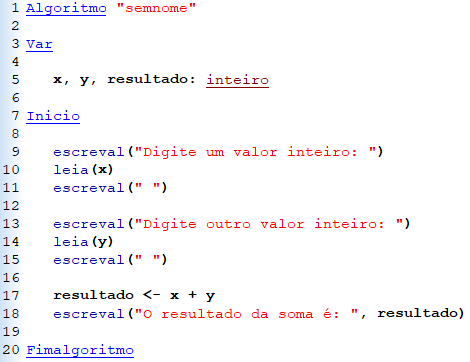 1 Algoritmo "semnome"
2
3 Var
4
5 x, y, resultado: inteiro
6
7 Inicio
8
9 escreval("Digite um valor inteiro: ")
10 leia(x)
11 escreval(" ")
12
13 escreval("Digite outro valor inteiro: ")
14 leia(y)
15 escreval(" ")
16
17 resultado <- x + y
18 escreval("O resultado da soma é: ", resultado)
19
20 Fimalgoritmo